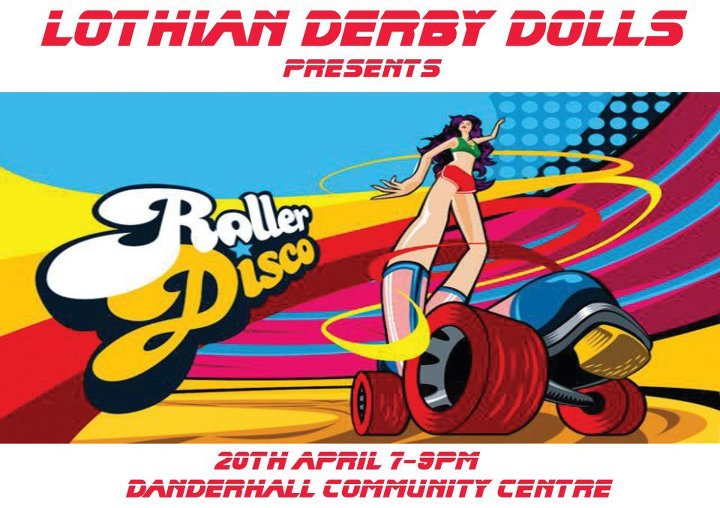 LOTHIAN DERBY DOLLS
PRESENTS
Roller
Disco
20TH APRIL 7-9PM
DANDERHALL COMMUNITY CENTRE